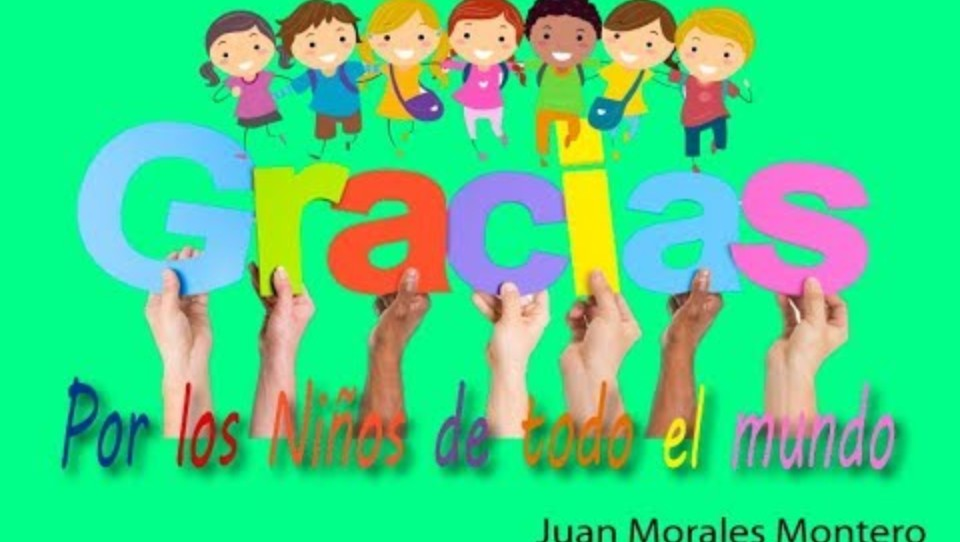 Gracias
Por los Niños de todo el mundo
Juan Morales Montero